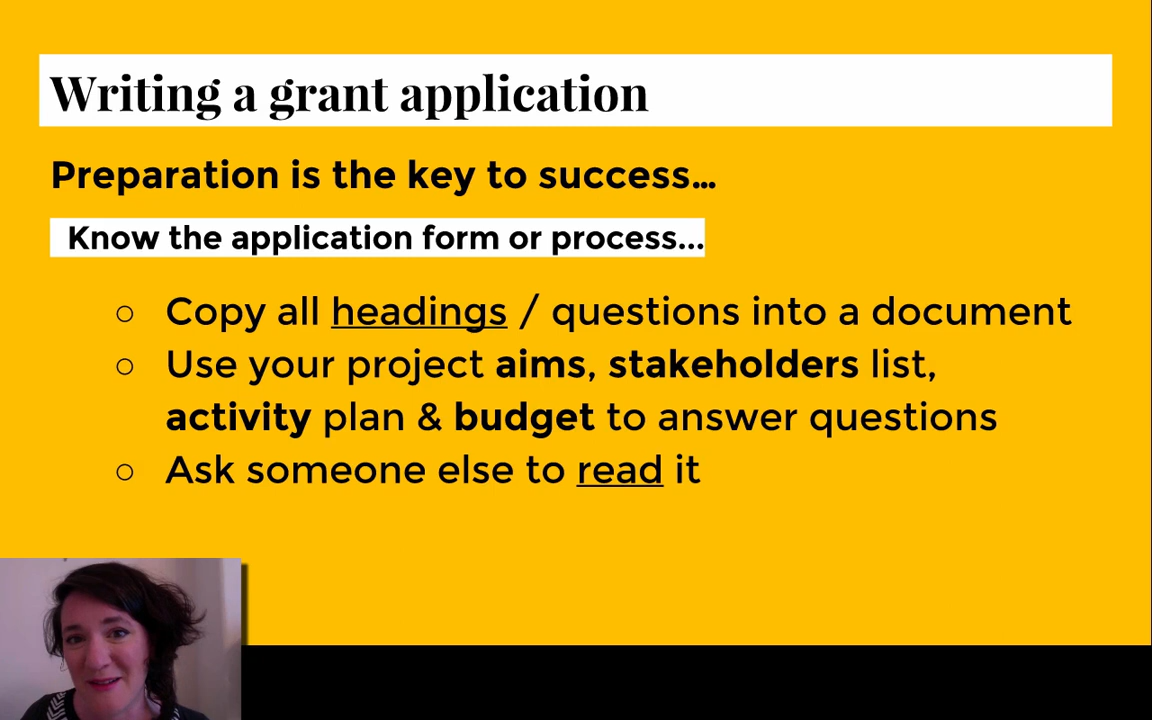 Writing a grant application
Preparation is the key to success...
Know the application form or process...
○ Copy all headings / questions into a document
○ Use your project aims, stakeholders list,
activity plan & budget to answer questions
○ Ask someone else to read it